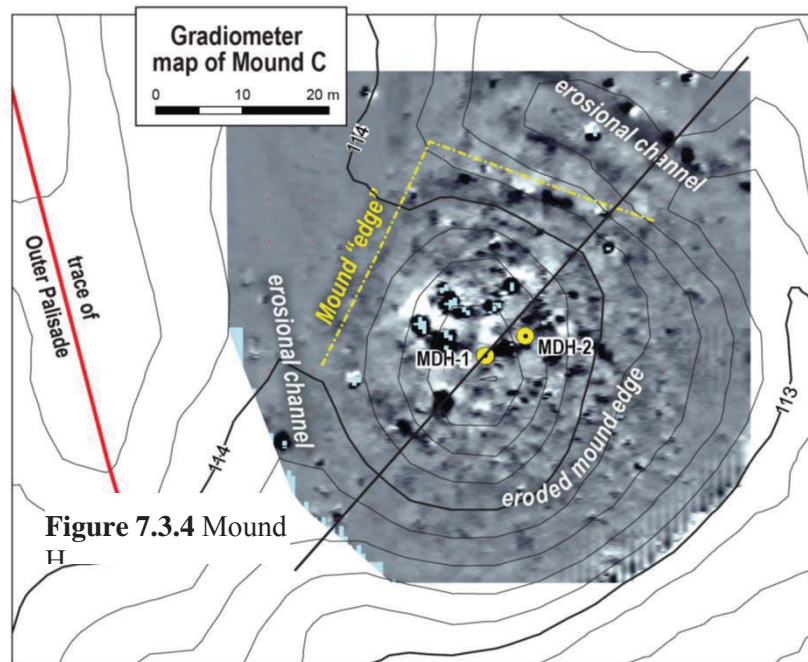 Gradiometer
map of Mound C
0 10 20 m
114
erosional channel
Mound "edge"
trace of
Outer Palisade
erosional channel
MDH-1
MDH-2
113
114
eroded mound edge
Figure 7.3.4 Mound
H